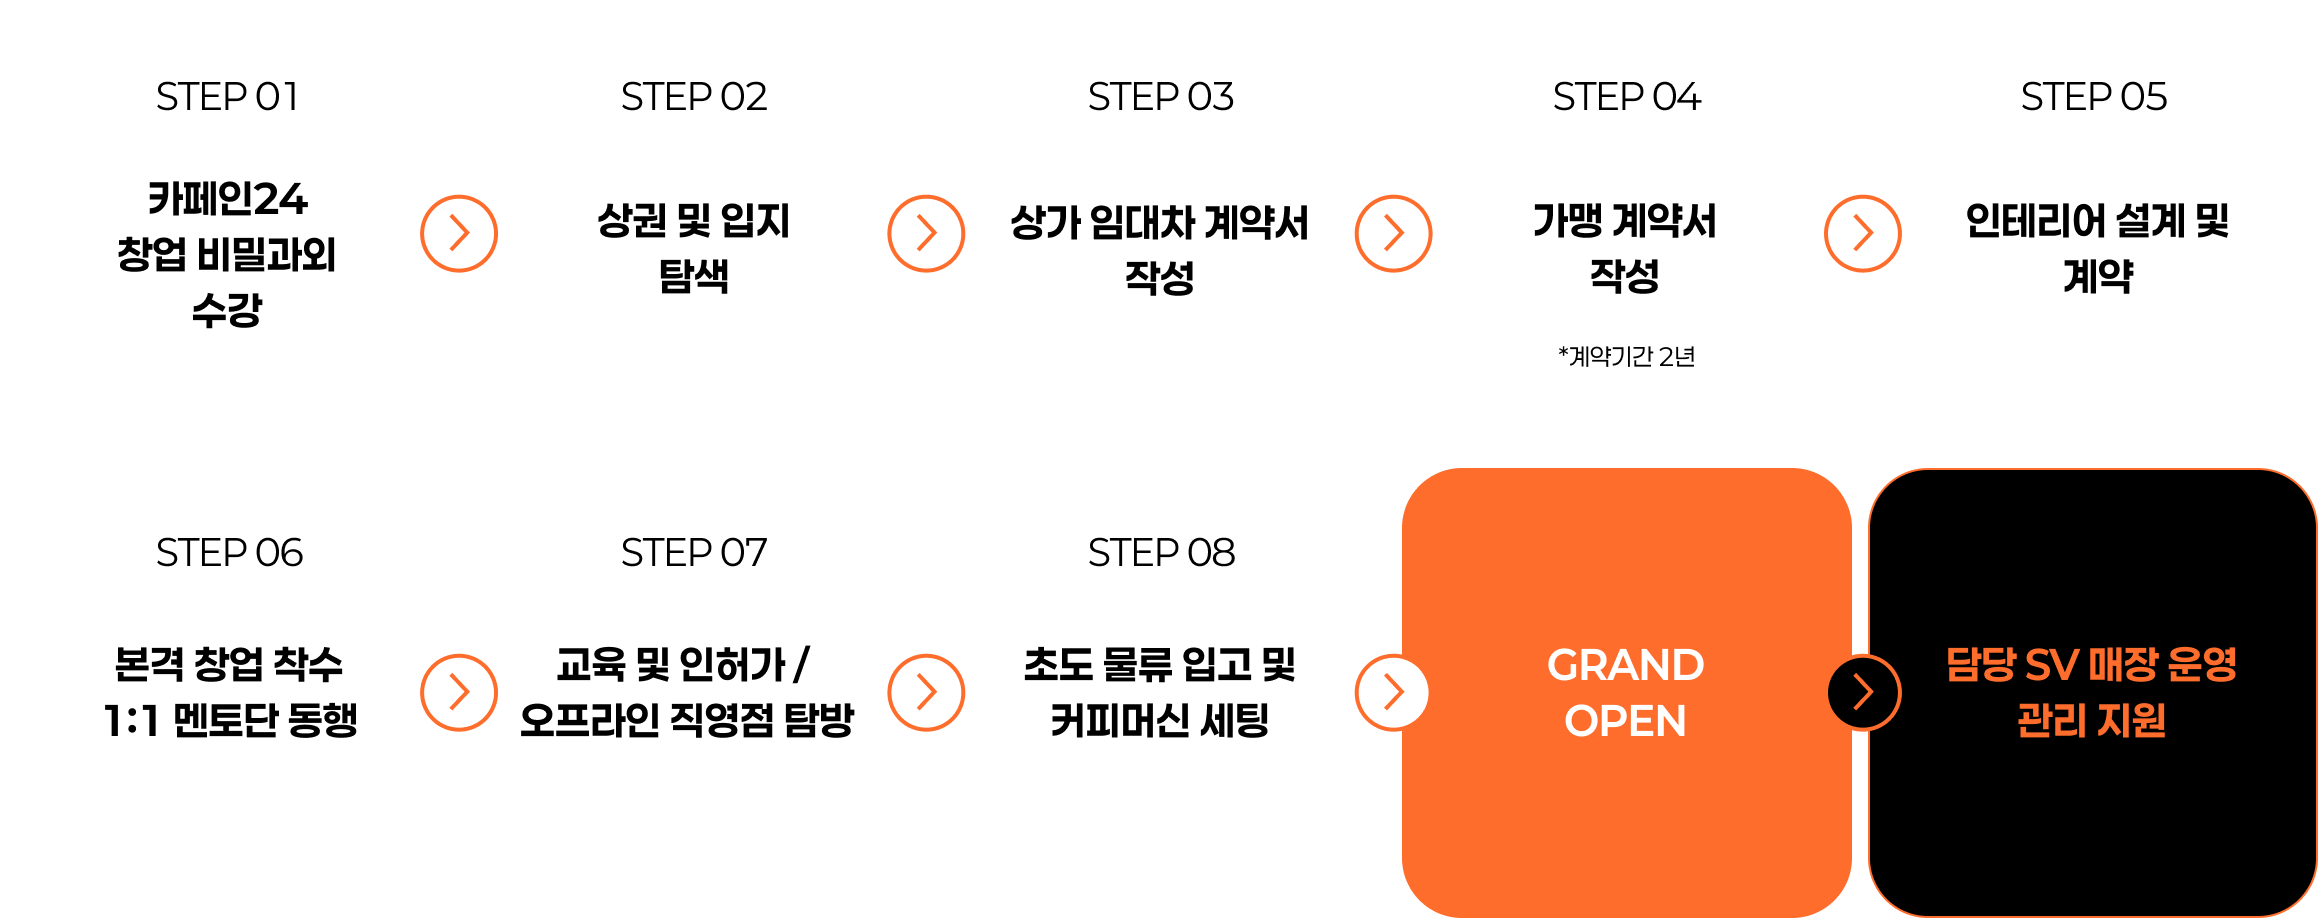 STEP 01
카페인24
창업 비밀과외
수강
STEP 02
상권 및 입지
탐색
STEP 03
상가 임대차 계약서
작성
STEP 04
가맹 계약서
작성
*계약기간 2년
STEP 05
인테리어 설계 및
계약
STEP 06
본격 창업 착수
1:1 멘토단 동행
STEP 07
교육 및 인허가 /
오프라인 직영점 탐방
STEP 08
초도 물류 입고 및
커피머신 세팅
GRAND
OPEN
담당 SV 매장 운영
관리 지원